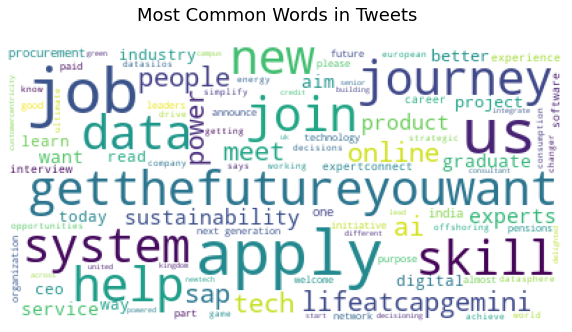 Most Common Words in Tweets
procurement green campus datasilos industry new future european better experience
paid simplify energy please
know job people aim journey software
customercentricity good ultimate leaders drive power announce credit senior building career project integrate
learn data getting join uk technology product strategic us consumption changer
want read meet decisions online graduate
interview company says working expertconnect consultant
getthefutureyouwant
today sustainability one initiative india experts
opportunities next generation different lead ai offshoring pensions delighted
organization system apply skill
across united kingdom newtech purpose almost datasphere
ceo help sap welcome digital
service way tech lifeatcapgemini
powered part game start network decisioning achieve world